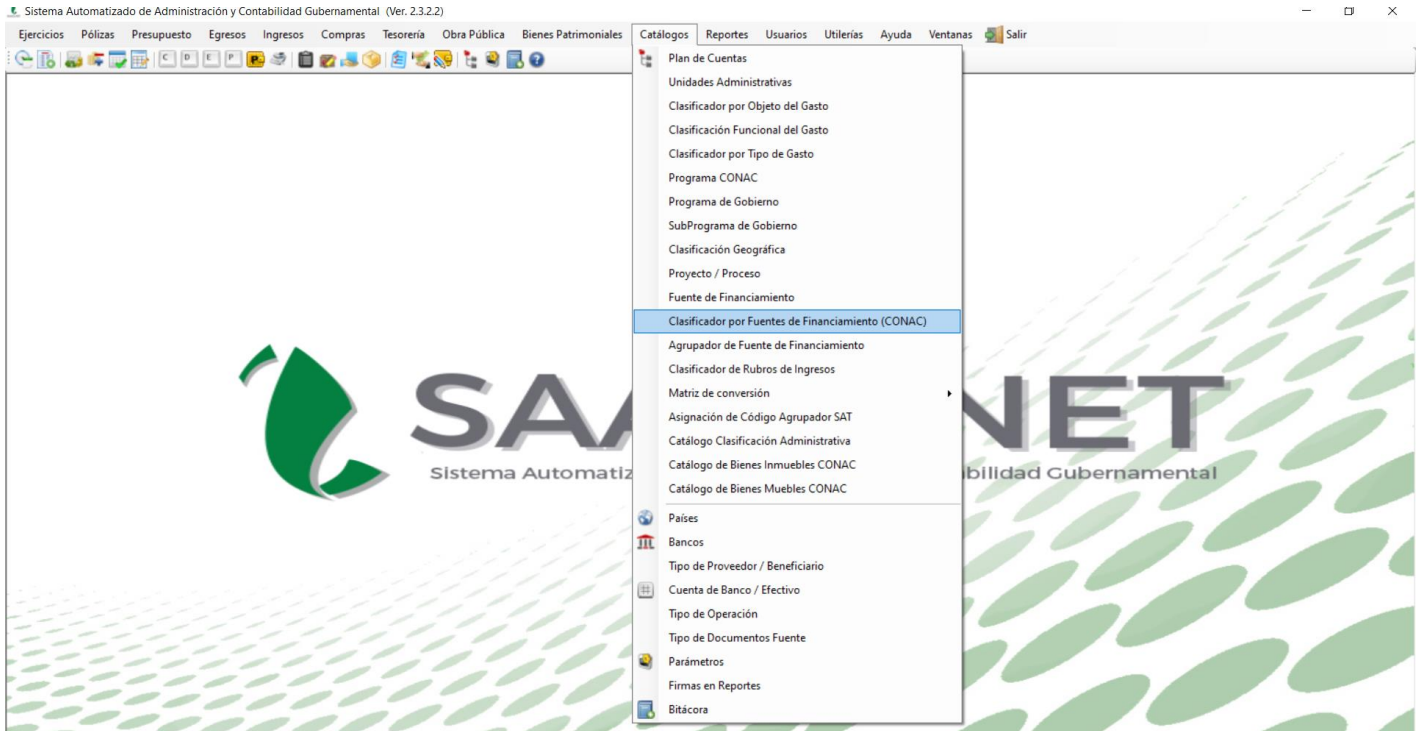 Sistema Automatizado de Administración y Contabilidad Gubernamental (Ver. 2.3.2.2)
Ejercicios Pólizas Presupuesto Egresos Ingresos Compras Tesorería Obra Pública Bienes Patrimoniales Catálogos Reportes Usuarios Utilerías Ayuda Ventanas Salir
C D E P P
Plan de Cuentas
Unidades Administrativas
Clasificador por Objeto del Gasto
Clasificación Funcional del Gasto
Clasificador por Tipo de Gasto
Programa CONAC
Programa de Gobierno
SubPrograma de Gobierno
Clasificación Geográfica
Proyecto / Proceso
Fuente de Financiamiento
Clasificador por Fuentes de Financiamiento (CONAC)
Agrupador de Fuente de Financiamiento
Clasificador de Rubros de Ingresos
Matriz de conversión
Asignación de Código Agrupador SAT
Catálogo Clasificación Administrativa
Catálogo de Bienes Inmuebles CONAC
Catálogo de Bienes Muebles CONAC
Países
Bancos
Tipo de Proveedor / Beneficiario
Cuenta de Banco / Efectivo
Tipo de Operación
Tipo de Documentos Fuente
Parámetros
Firmas en Reportes
Bitácora
SAA NET
Sistema Automatiz bilidad Gubernamental